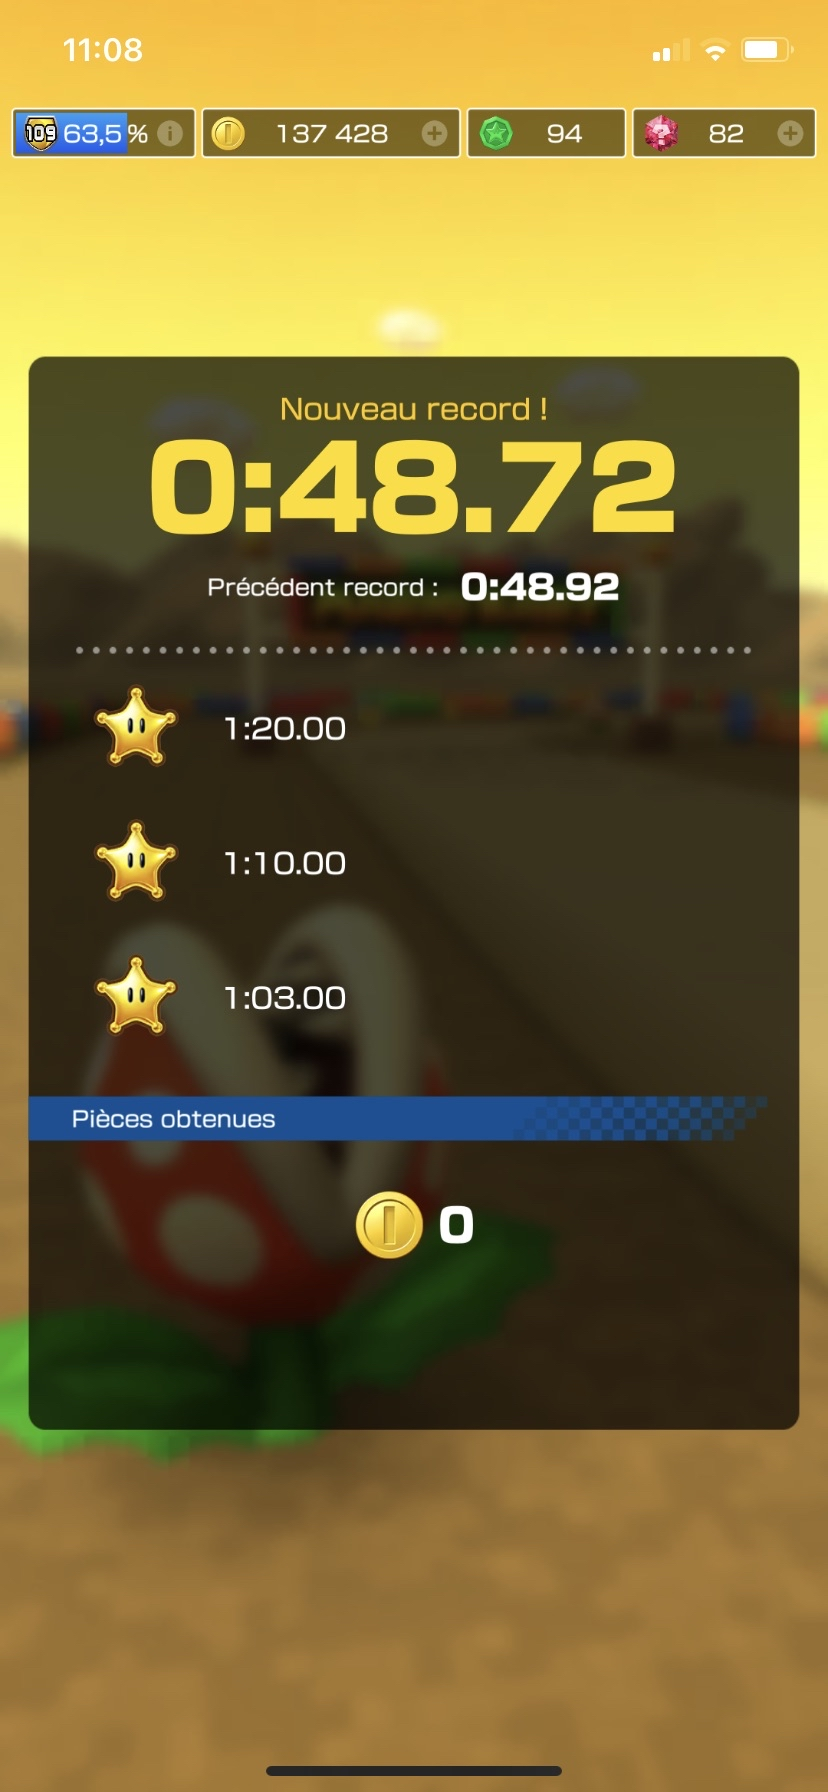 11:08
109 63,5 % i 137 428 + 94 ? 82 +
Nouveau record !
0:48.72
Précédent record : 0:48.92
1:20.00
1:10.00
1:03.00
Pièces obtenues
0